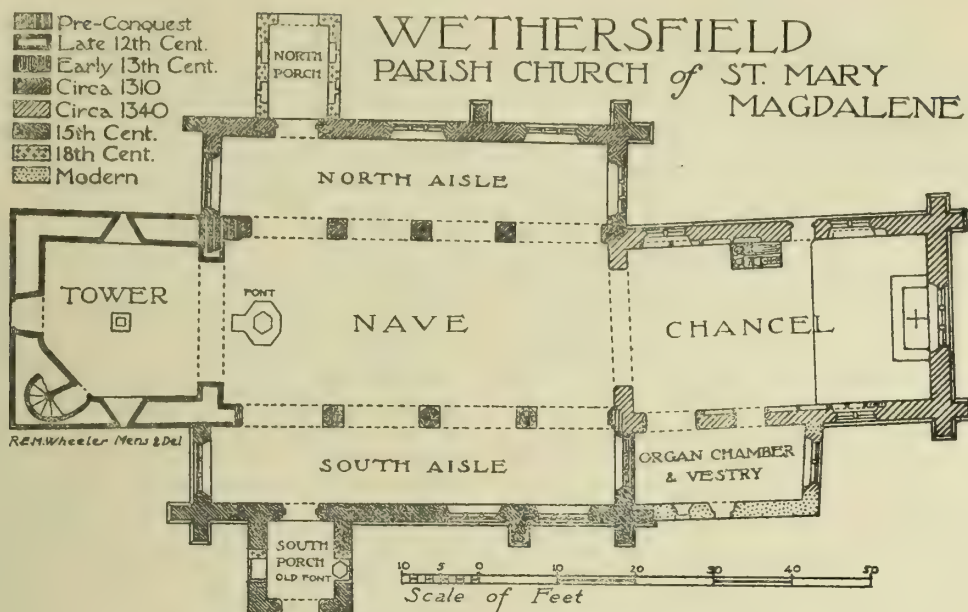 WETHERSFIELD
PARISH CHURCH of ST. MARY
MAGDALENE
Pre-Conquest
Late 12th Cent.
Early 13th Cent.
Circa 1310
Circa 1340
15th Cent.
18th Cent.
Modern
NORTH
PORCH
NORTH AISLE
TOWER
FONT
NAVE
CHANCEL
R.E.M. Wheeler Mens & Del
SOUTH AISLE
ORGAN CHAMBER
& VESTRY
SOUTH
PORCH
OLD FONT
10 5 0 10 20 30 40 50
Scale of Feet